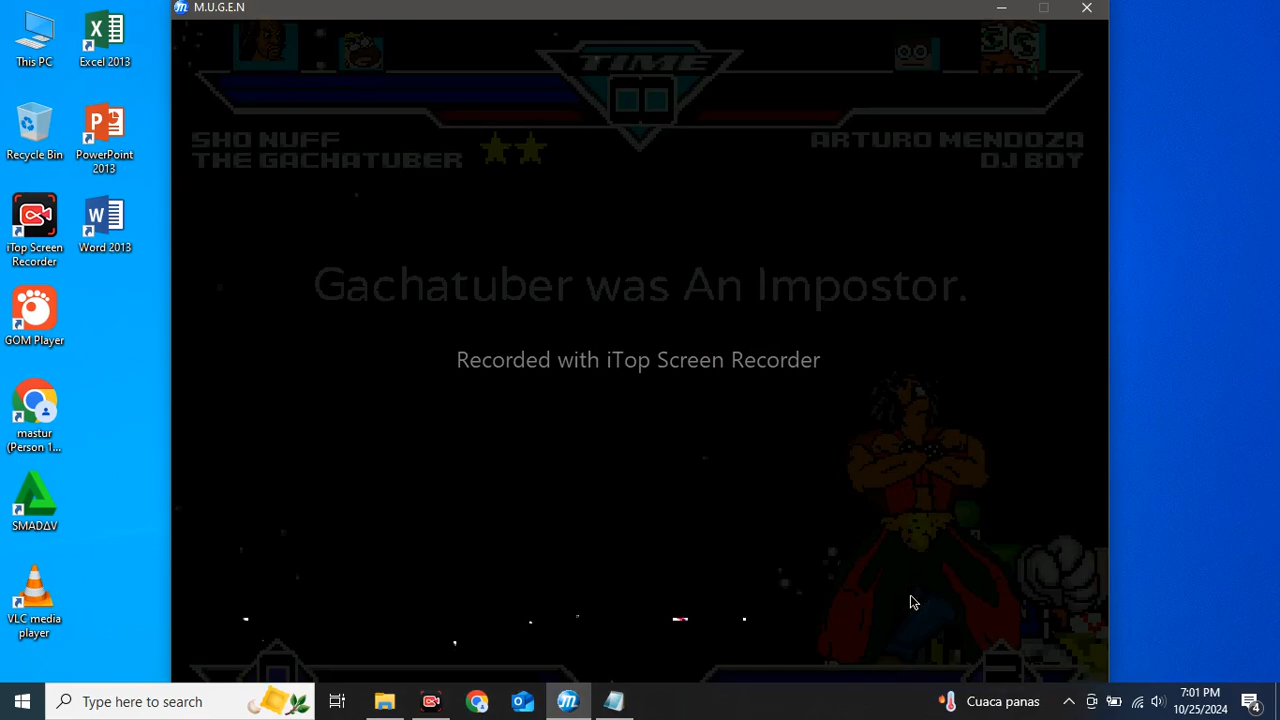 M.U.G.E.N
This PC
Excel 2013
TIME
SHO NUFF
THE GACHATUBER
ARTURO MENDOZA
DJ BOY
Recycle Bin
PowerPoint
2013
iTop Screen
Recorder
Word 2013
Gachatuber was An Impostor.
Recorded with iTop Screen Recorder
GOM Player
mastur
(Person 1...
SMADΔV
VLC media
player
Type here to search
Cuaca panas
7:01 PM
10/25/2024
4